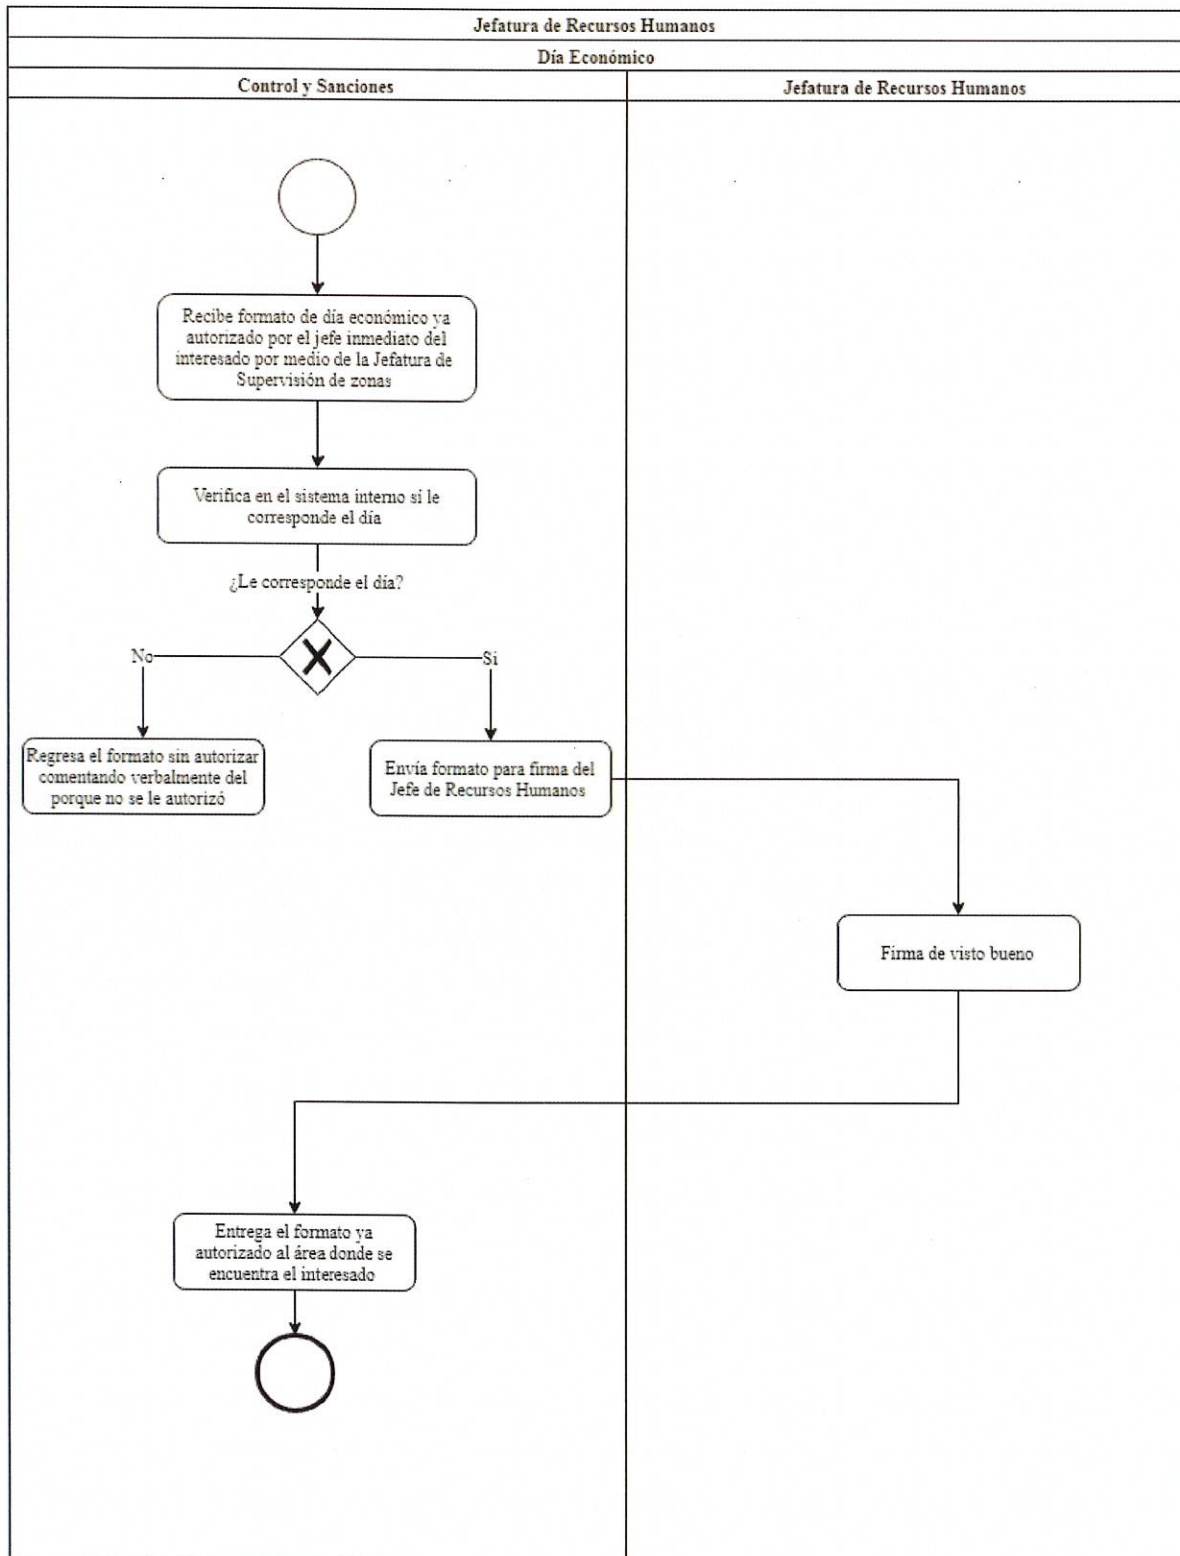 Jefatura de Recursos Humanos
Día Económico
Control y Sanciones
Jefatura de Recursos Humanos
Recibe formato de día económico ya
autorizado por el jefe inmediato del
interesado por medio de la Jefatura de
Supervisión de zonas
Verifica en el sistema interno si le
corresponde el día
¿Le corresponde el día?
No
Si
Regresa el formato sin autorizar
comentando verbalmente del
porque no se le autorizó
Envía formato para firma del
Jefe de Recursos Humanos
Firma de visto bueno
Entrega el formato ya
autorizado al área donde se
encuentra el interesado